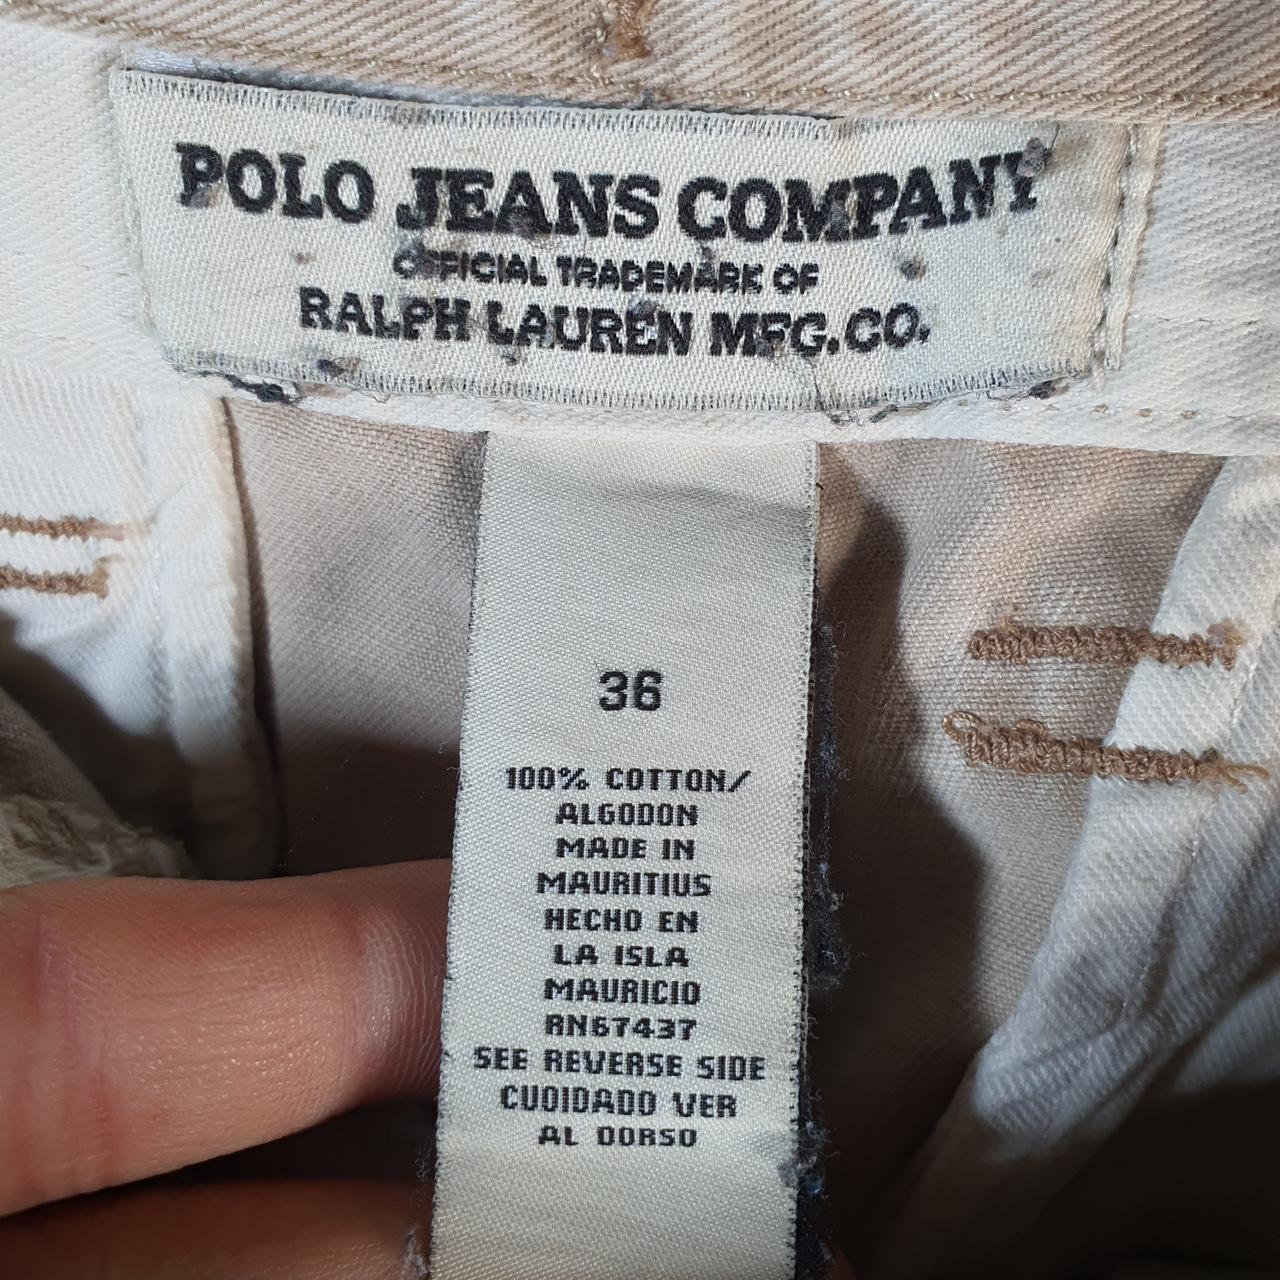 POLO JEANS COMPANY
OFFICIAL TRADEMARK OF
RALPH LAUREN MFG.CO.
36
100% COTTON/
ALGODON
MADE IN
MAURITIUS
HECHO EN
LA ISLA
MAURICIO
RN67437
SEE REVERSE SIDE
CUDIDADO VER
AL DORSO